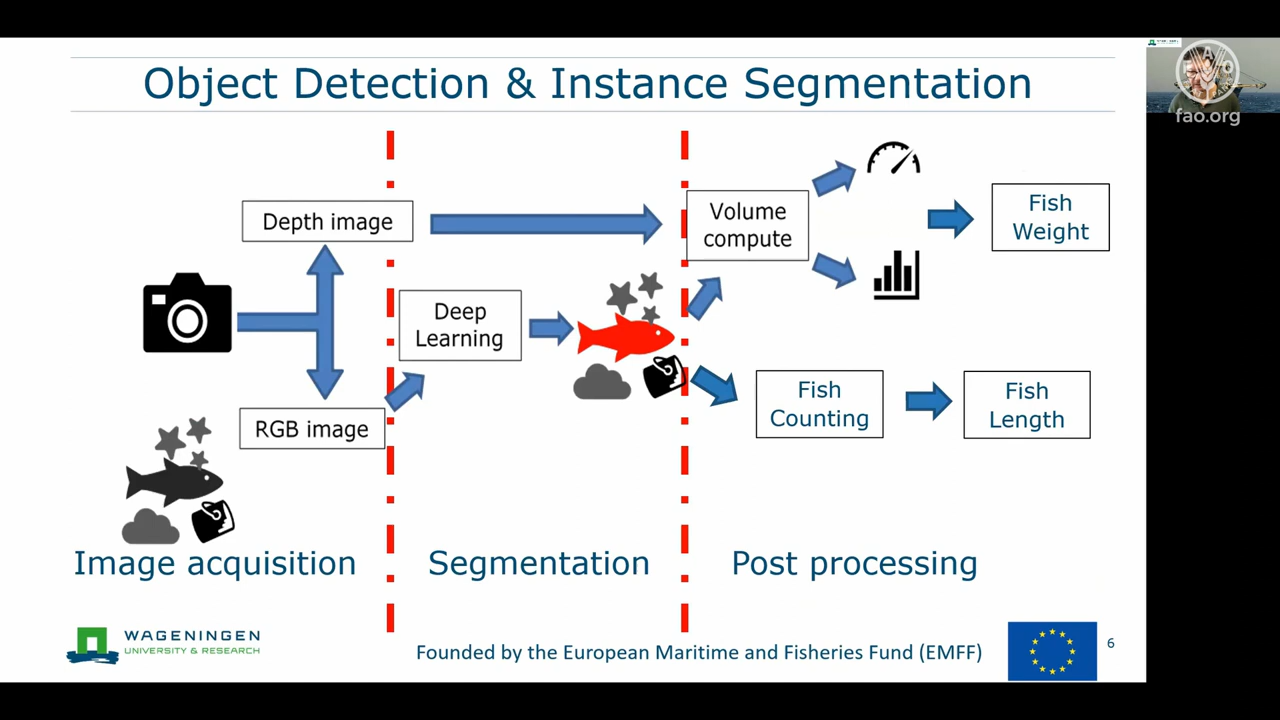 Object Detection & Instance Segmentation
fao.org
Depth image
Volume
compute
Fish
Weight
Deep
Learning
RGB image
Fish
Counting
Fish
Length
Image acquisition
Segmentation
Post processing
WAGENINGEN
UNIVERSITY & RESEARCH
Founded by the European Maritime and Fisheries Fund (EMFF)
6